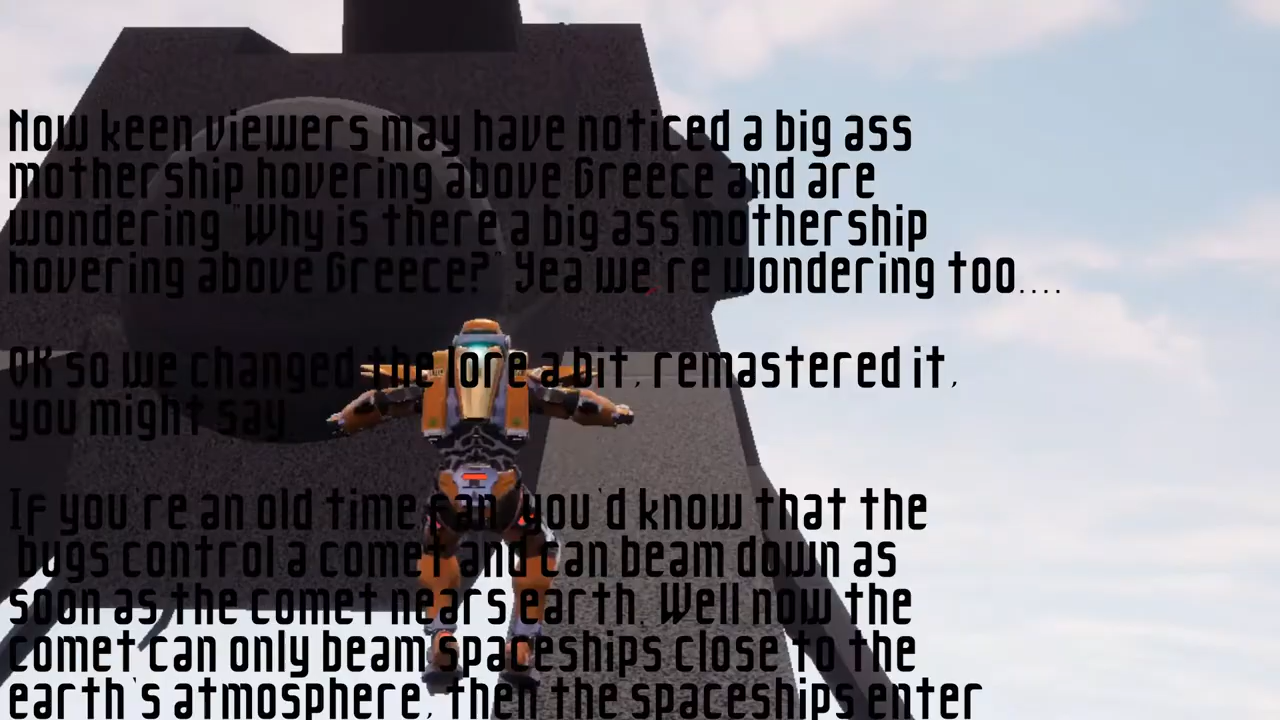 Now keen viewers may have noticed a big ass
mothership hovering above Greece and are
wondering "Why is there a big ass mothership
hovering above Greece?" Yea we're wondering too....
OK so we changed the lore a bit, remastered it,
you might say
If you're an old time fan, you'd know that the
bugs control a comet and can beam down as
soon as the comet nears earth. Well now the
comet can only beam spaceships close to the
earth's atmosphere, then the spaceships enter